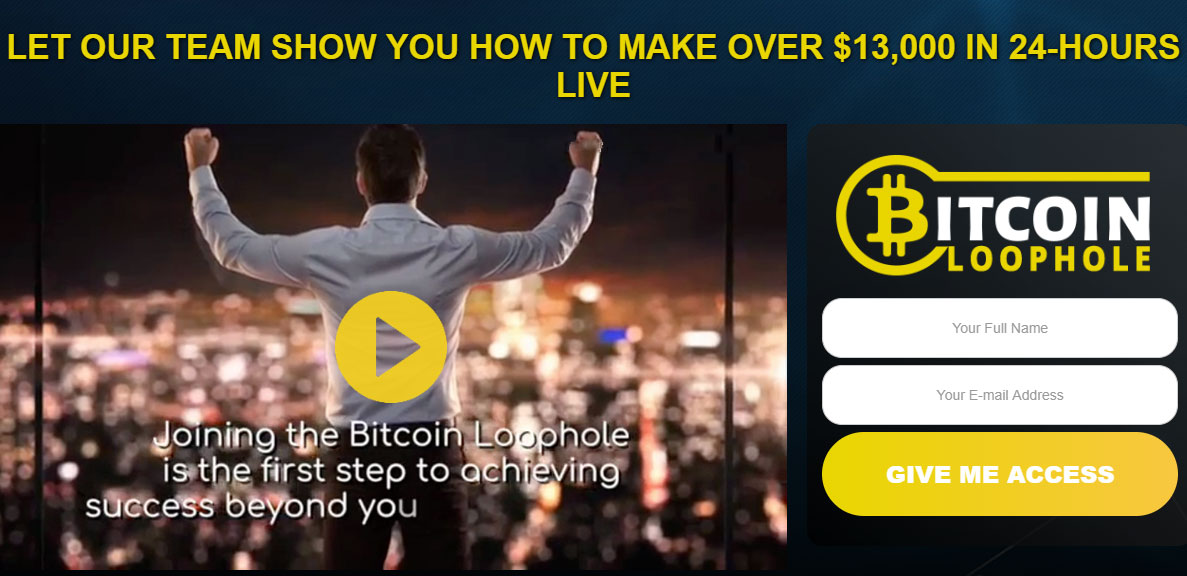 LET OUR TEAM SHOW YOU HOW TO MAKE OVER $13,000 IN 24-HOURS
LIVE
Joining the Bitcoin Loophole
is the first step to achieving
success beyond you
BITCOIN
LOOPHOLE
Your Full Name
Your E-mail Address
GIVE ME ACCESS